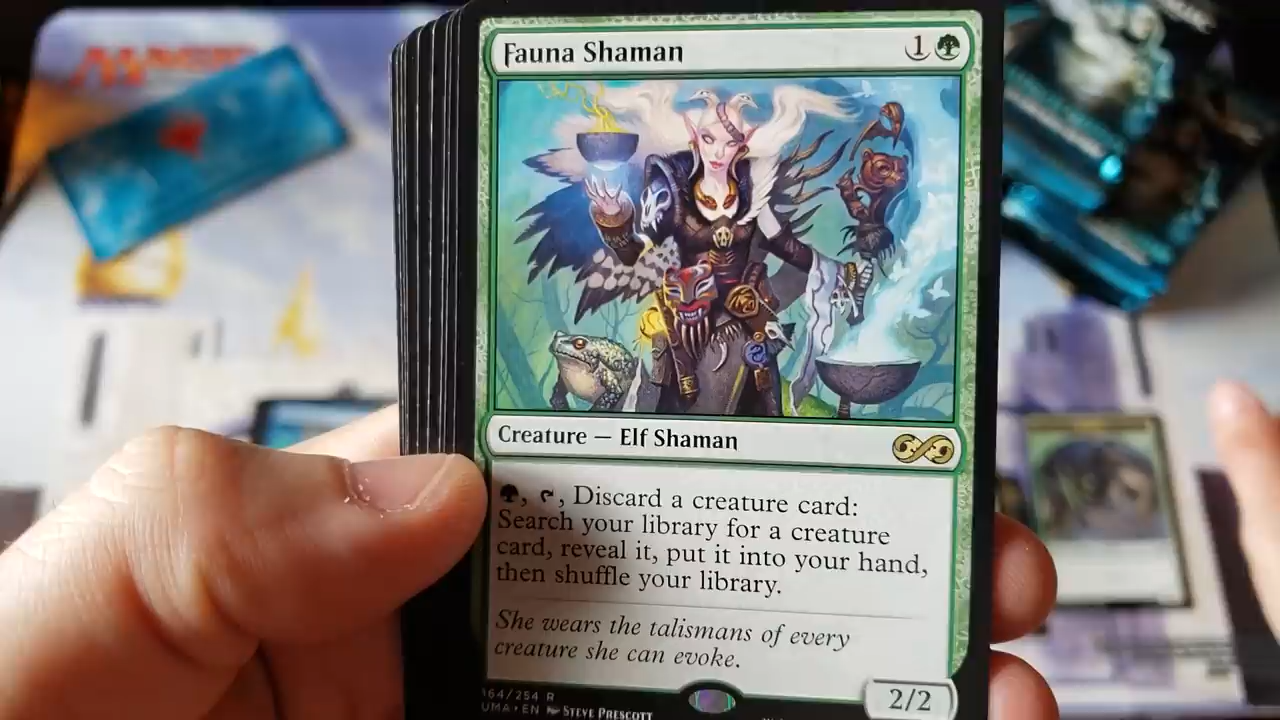 Fauna Shaman 1
Creature — Elf Shaman
, , Discard a creature card:
Search your library for a creature
card, reveal it, put it into your hand,
then shuffle your library.
She wears the talismans of every
creature she can evoke.
164/254 R
UMA • EN STEVE PRESCOTT
2/2